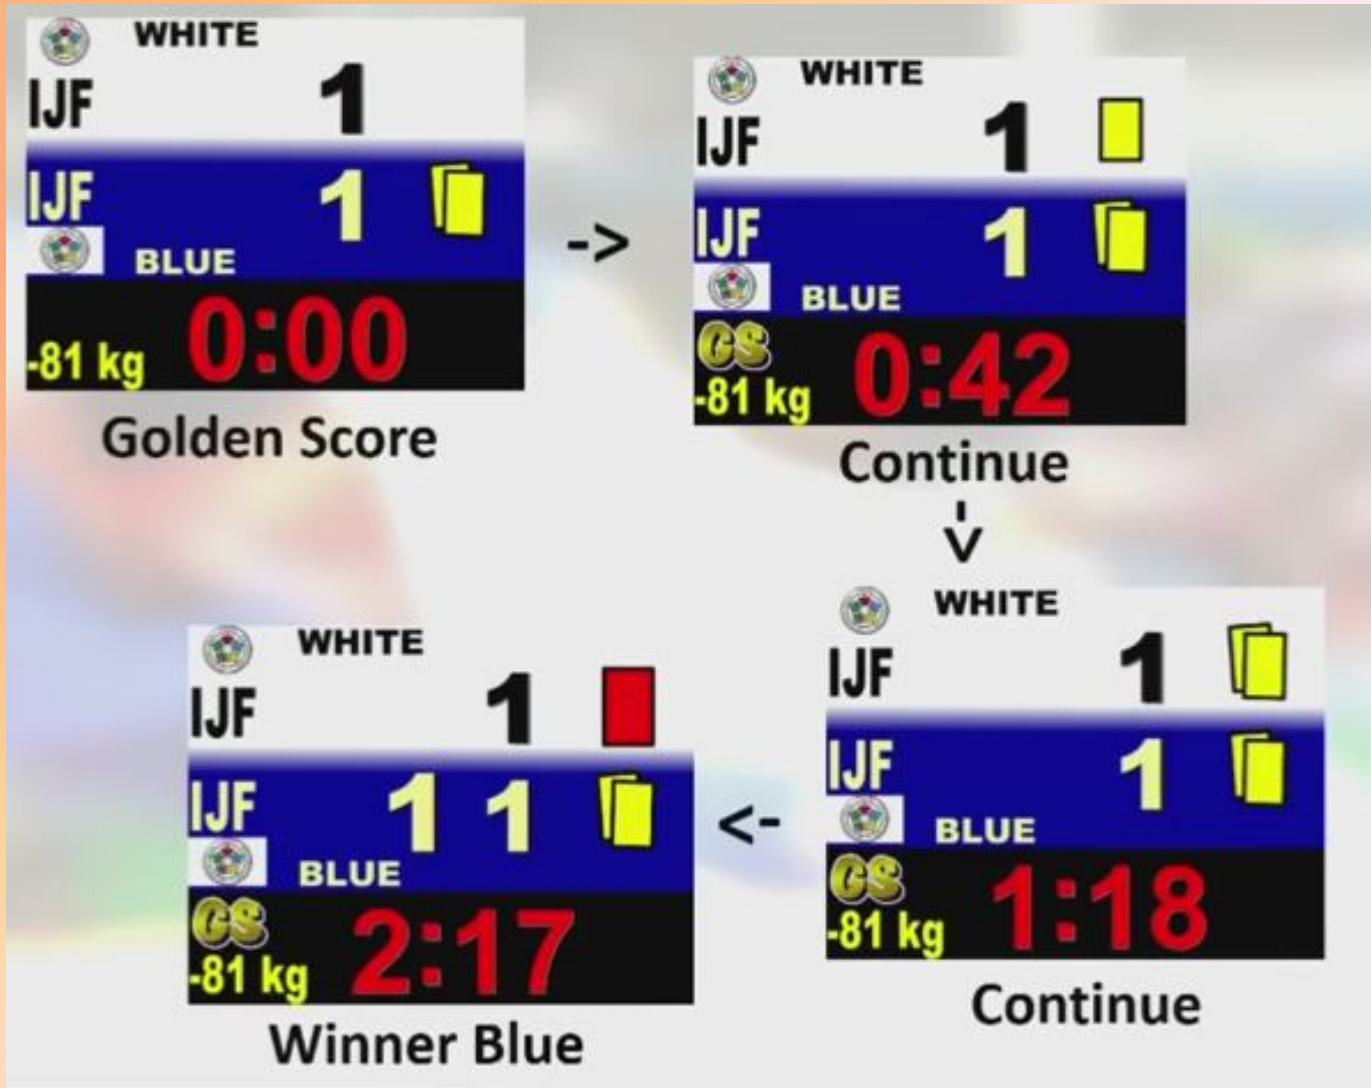 WHITE
IJF 1
IJF 1
BLUE
-81 kg 0:00
Golden Score
->
WHITE
IJF 1
IJF 1
BLUE
GS
-81 kg 0:42
Continue
->
WHITE
IJF 1
IJF 1
BLUE
GS
-81 kg 1:18
Continue
<-
WHITE
IJF 1
IJF 1 1
BLUE
GS
-81 kg 2:17
Winner Blue